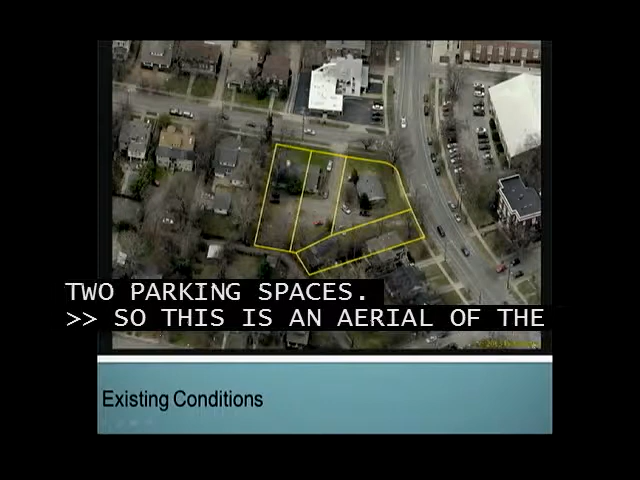 TWO PARKING SPACES.
>> SO THIS IS AN AERIAL OF THE
Existing Conditions